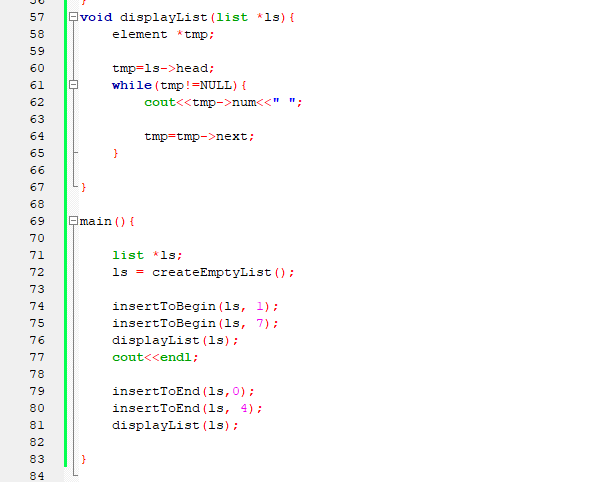 56 }
57 void displayList(list *ls){
58 element *tmp;
59
60 tmp=ls->head;
61 while(tmp!=NULL){
62 cout<<tmp->num<<" ";
63
64 tmp=tmp->next;
65 }
66
67 }
68
69 main(){
70
71 list *ls;
72 ls = createEmptyList();
73
74 insertToBegin(ls, 1);
75 insertToBegin(ls, 7);
76 displayList(ls);
77 cout<<endl;
78
79 insertToEnd(ls,0);
80 insertToEnd(ls, 4);
81 displayList(ls);
82
83 }
84